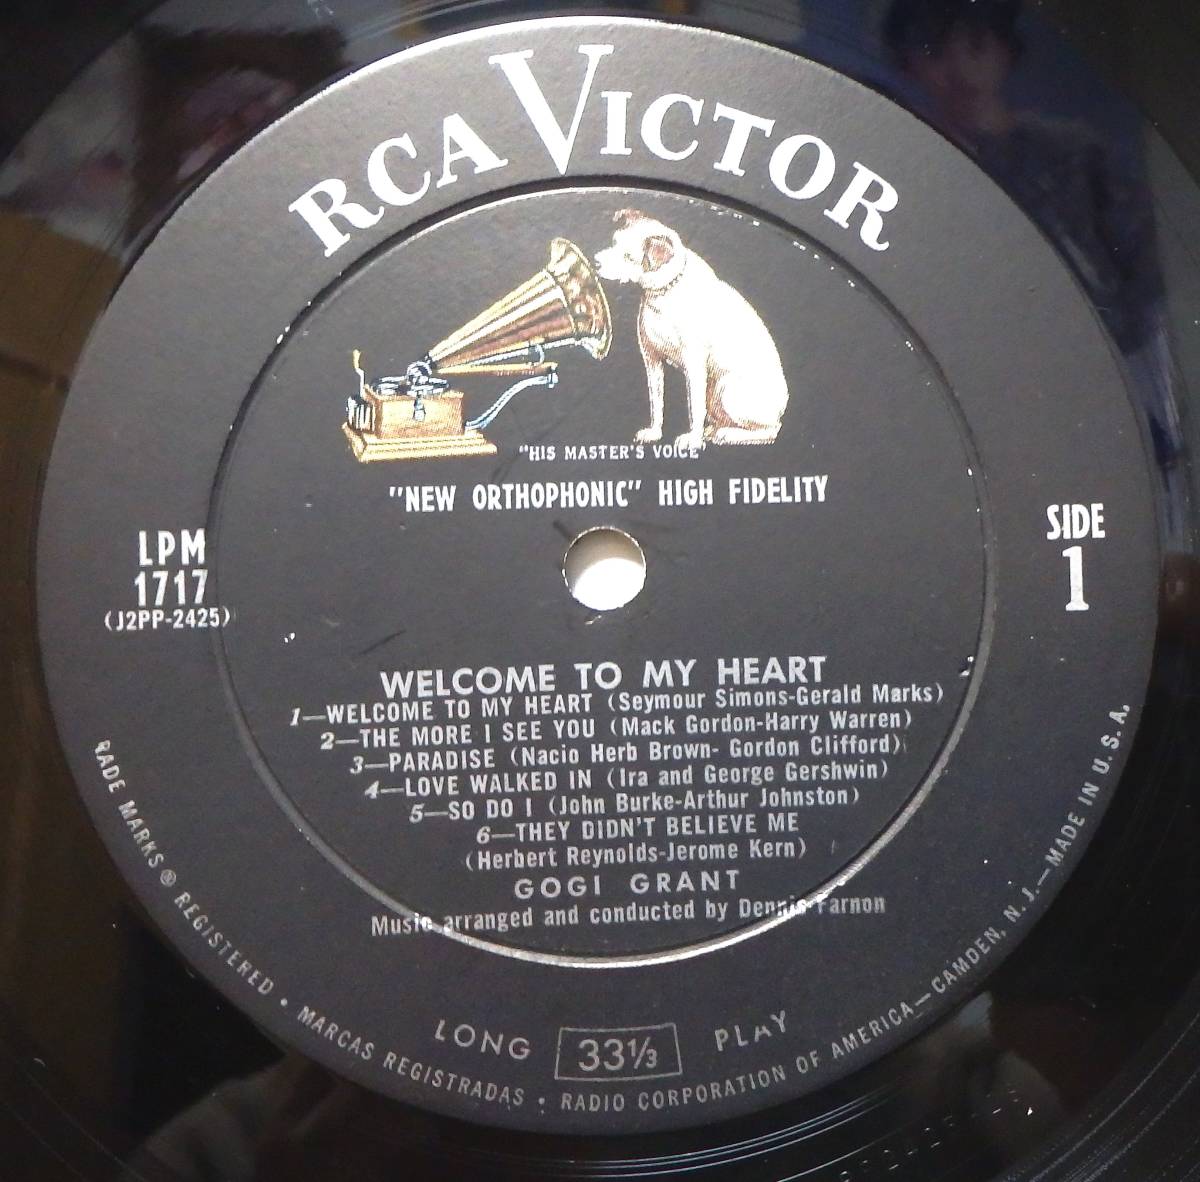 RCA VICTOR
"HIS MASTER'S VOICE"
"NEW ORTHOPHONIC" HIGH FIDELITY
LPM
1717
(J2PP-2425)
SIDE
1
WELCOME TO MY HEART
1—WELCOME TO MY HEART (Seymour Simons-Gerald Marks)
2—THE MORE I SEE YOU (Mack Gordon-Harry Warren)
3—PARADISE (Nacio Herb Brown- Gordon Clifford)
4—LOVE WALKED IN (Ira and George Gershwin)
5—SO DO I (John Burke-Arthur Johnston)
6—THEY DIDN'T BELIEVE ME
(Herbert Reynolds-Jerome Kern)
GOGI GRANT
Music arranged and conducted by Dennis Farnon
LONG 33⅓ PLAY
RADE MARKS ® REGISTERED • MARCAS REGISTRADAS • RADIO CORPORATION OF AMERICA—CAMDEN, N. J.—MADE IN U. S. A.